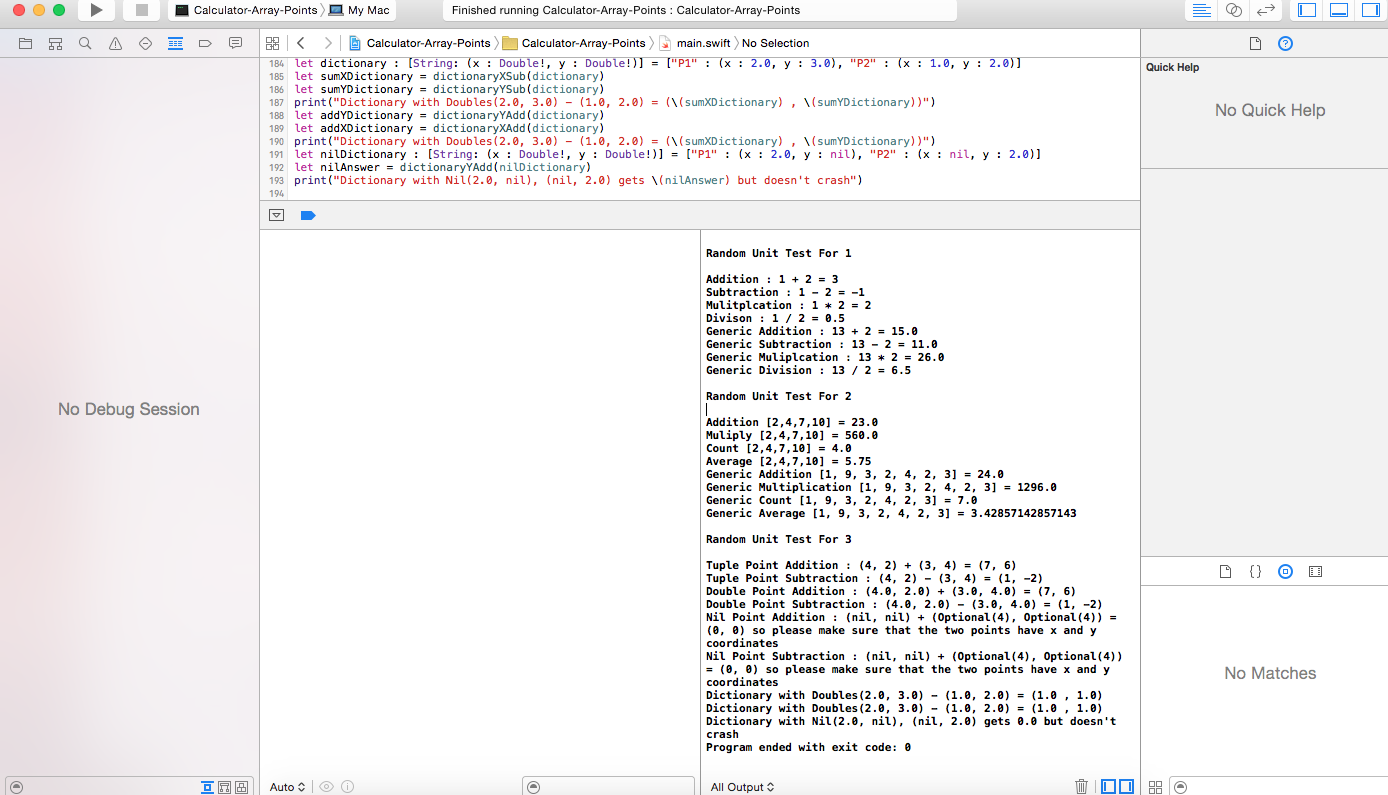 Calculator-Array-Points
My Mac
Finished running Calculator-Array-Points : Calculator-Array-Points
Calculator-Array-Points
Calculator-Array-Points
main.swift
No Selection
184 let dictionary : [String: (x : Double!, y : Double!)] = ["P1" : (x : 2.0, y : 3.0), "P2" : (x : 1.0, y : 2.0)]
185 let sumXDictionary = dictionaryXSub(dictionary)
186 let sumYDictionary = dictionaryYSub(dictionary)
187 print("Dictionary with Doubles(2.0, 3.0) - (1.0, 2.0) = (\(sumXDictionary) , \(sumYDictionary))")
188 let addYDictionary = dictionaryYAdd(dictionary)
189 let addXDictionary = dictionaryXAdd(dictionary)
190 print("Dictionary with Doubles(2.0, 3.0) - (1.0, 2.0) = (\(sumXDictionary) , \(sumYDictionary))")
191 let nilDictionary : [String: (x : Double!, y : Double!)] = ["P1" : (x : 2.0, y : nil), "P2" : (x : nil, y : 2.0)]
192 let nilAnswer = dictionaryYAdd(nilDictionary)
193 print("Dictionary with Nil(2.0, nil), (nil, 2.0) gets \(nilAnswer) but doesn't crash")
194
No Debug Session
Random Unit Test For 1
Addition : 1 + 2 = 3
Subtraction : 1 - 2 = -1
Mulitplcation : 1 * 2 = 2
Divison : 1 / 2 = 0.5
Generic Addition : 13 + 2 = 15.0
Generic Subtraction : 13 - 2 = 11.0
Generic Muliplcation : 13 * 2 = 26.0
Generic Division : 13 / 2 = 6.5
Random Unit Test For 2
Addition [2,4,7,10] = 23.0
Muliply [2,4,7,10] = 560.0
Count [2,4,7,10] = 4.0
Average [2,4,7,10] = 5.75
Generic Addition [1, 9, 3, 2, 4, 2, 3] = 24.0
Generic Multiplication [1, 9, 3, 2, 4, 2, 3] = 1296.0
Generic Count [1, 9, 3, 2, 4, 2, 3] = 7.0
Generic Average [1, 9, 3, 2, 4, 2, 3] = 3.42857142857143
Random Unit Test For 3
Tuple Point Addition : (4, 2) + (3, 4) = (7, 6)
Tuple Point Subtraction : (4, 2) - (3, 4) = (1, -2)
Double Point Addition : (4.0, 2.0) + (3.0, 4.0) = (7, 6)
Double Point Subtraction : (4.0, 2.0) - (3.0, 4.0) = (1, -2)
Nil Point Addition : (nil, nil) + (Optional(4), Optional(4)) =
(0, 0) so please make sure that the two points have x and y
coordinates
Nil Point Subtraction : (nil, nil) + (Optional(4), Optional(4))
= (0, 0) so please make sure that the two points have x and y
coordinates
Dictionary with Doubles(2.0, 3.0) - (1.0, 2.0) = (1.0 , 1.0)
Dictionary with Doubles(2.0, 3.0) - (1.0, 2.0) = (1.0 , 1.0)
Dictionary with Nil(2.0, nil), (nil, 2.0) gets 0.0 but doesn't
crash
Program ended with exit code: 0
Auto
All Output
Quick Help
No Quick Help
No Matches